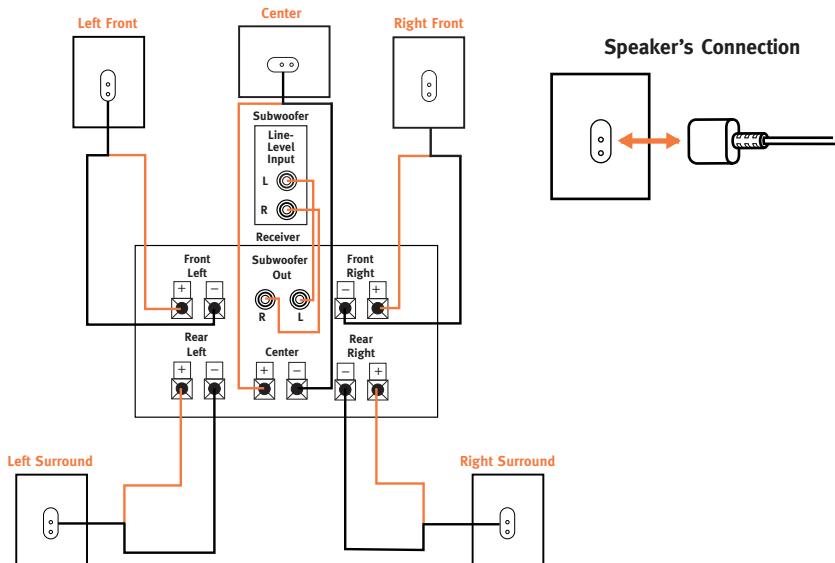 Left Front
Center
Right Front
Speaker’s Connection
Subwoofer
Line-
Level
Input
L
R
Receiver
Front
Left
Subwoofer
Out
Front
Right
+
−
−
+
R
L
Rear
Left
Center
Rear
Right
+
−
+
−
−
+
Left Surround
Right Surround